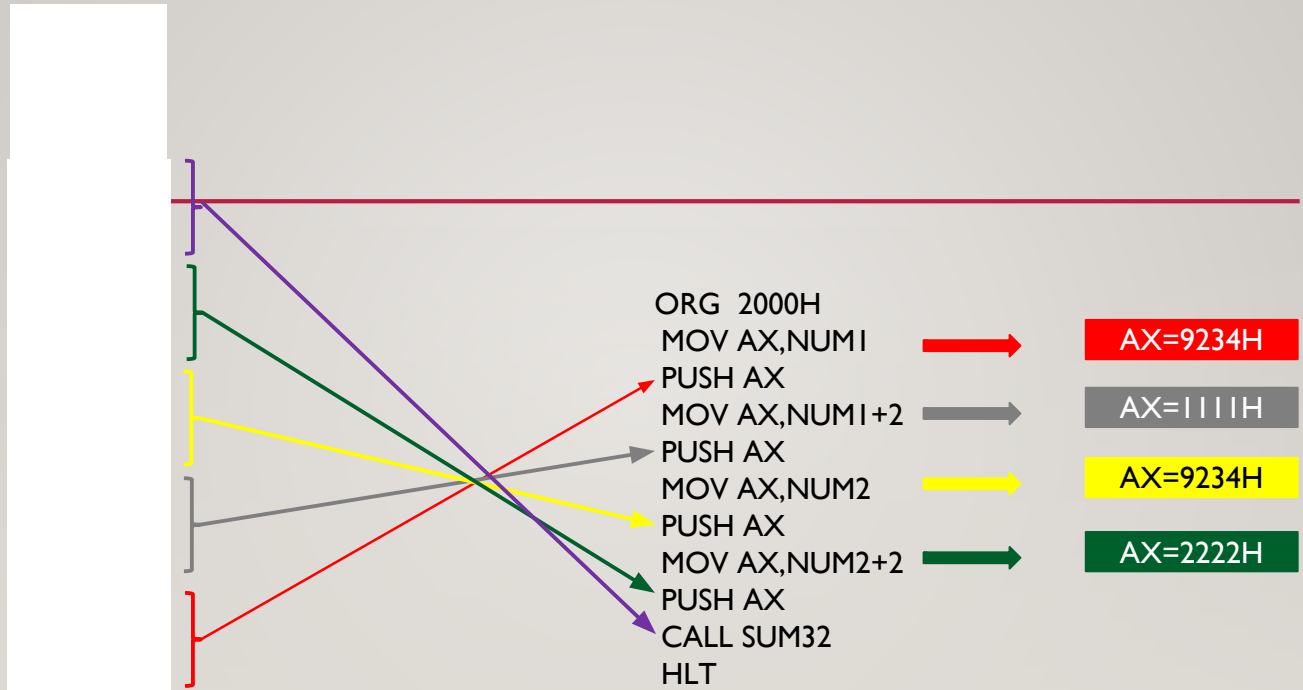 ORG  2000H
MOV AX,NUM1
PUSH AX
MOV AX,NUM1+2
PUSH AX
MOV AX,NUM2
PUSH AX
MOV AX,NUM2+2
PUSH AX
CALL SUM32
HLT
AX=9234H
AX=1111H
AX=9234H
AX=2222H